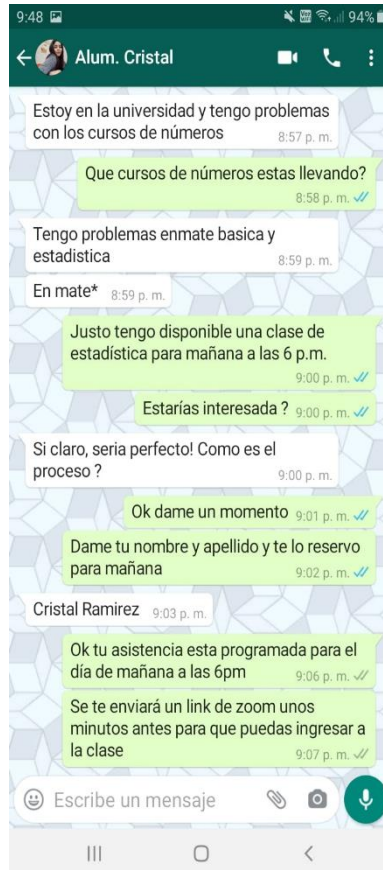 9:48 94%
Alum. Cristal
Estoy en la universidad y tengo problemas
con los cursos de números 8:57 p. m.
Que cursos de números estas llevando?
8:58 p. m.
Tengo problemas enmate basica y
estadistica 8:59 p. m.
En mate* 8:59 p. m.
Justo tengo disponible una clase de
estadística para mañana a las 6 p.m.
9:00 p. m.
Estarías interesada ? 9:00 p. m.
Si claro, seria perfecto! Como es el
proceso ? 9:00 p. m.
Ok dame un momento 9:01 p. m.
Dame tu nombre y apellido y te lo reservo
para mañana 9:02 p. m.
Cristal Ramirez 9:03 p. m.
Ok tu asistencia esta programada para el
día de mañana a las 6pm 9:06 p. m.
Se te enviará un link de zoom unos
minutos antes para que puedas ingresar a
la clase 9:07 p. m.
Escribe un mensaje